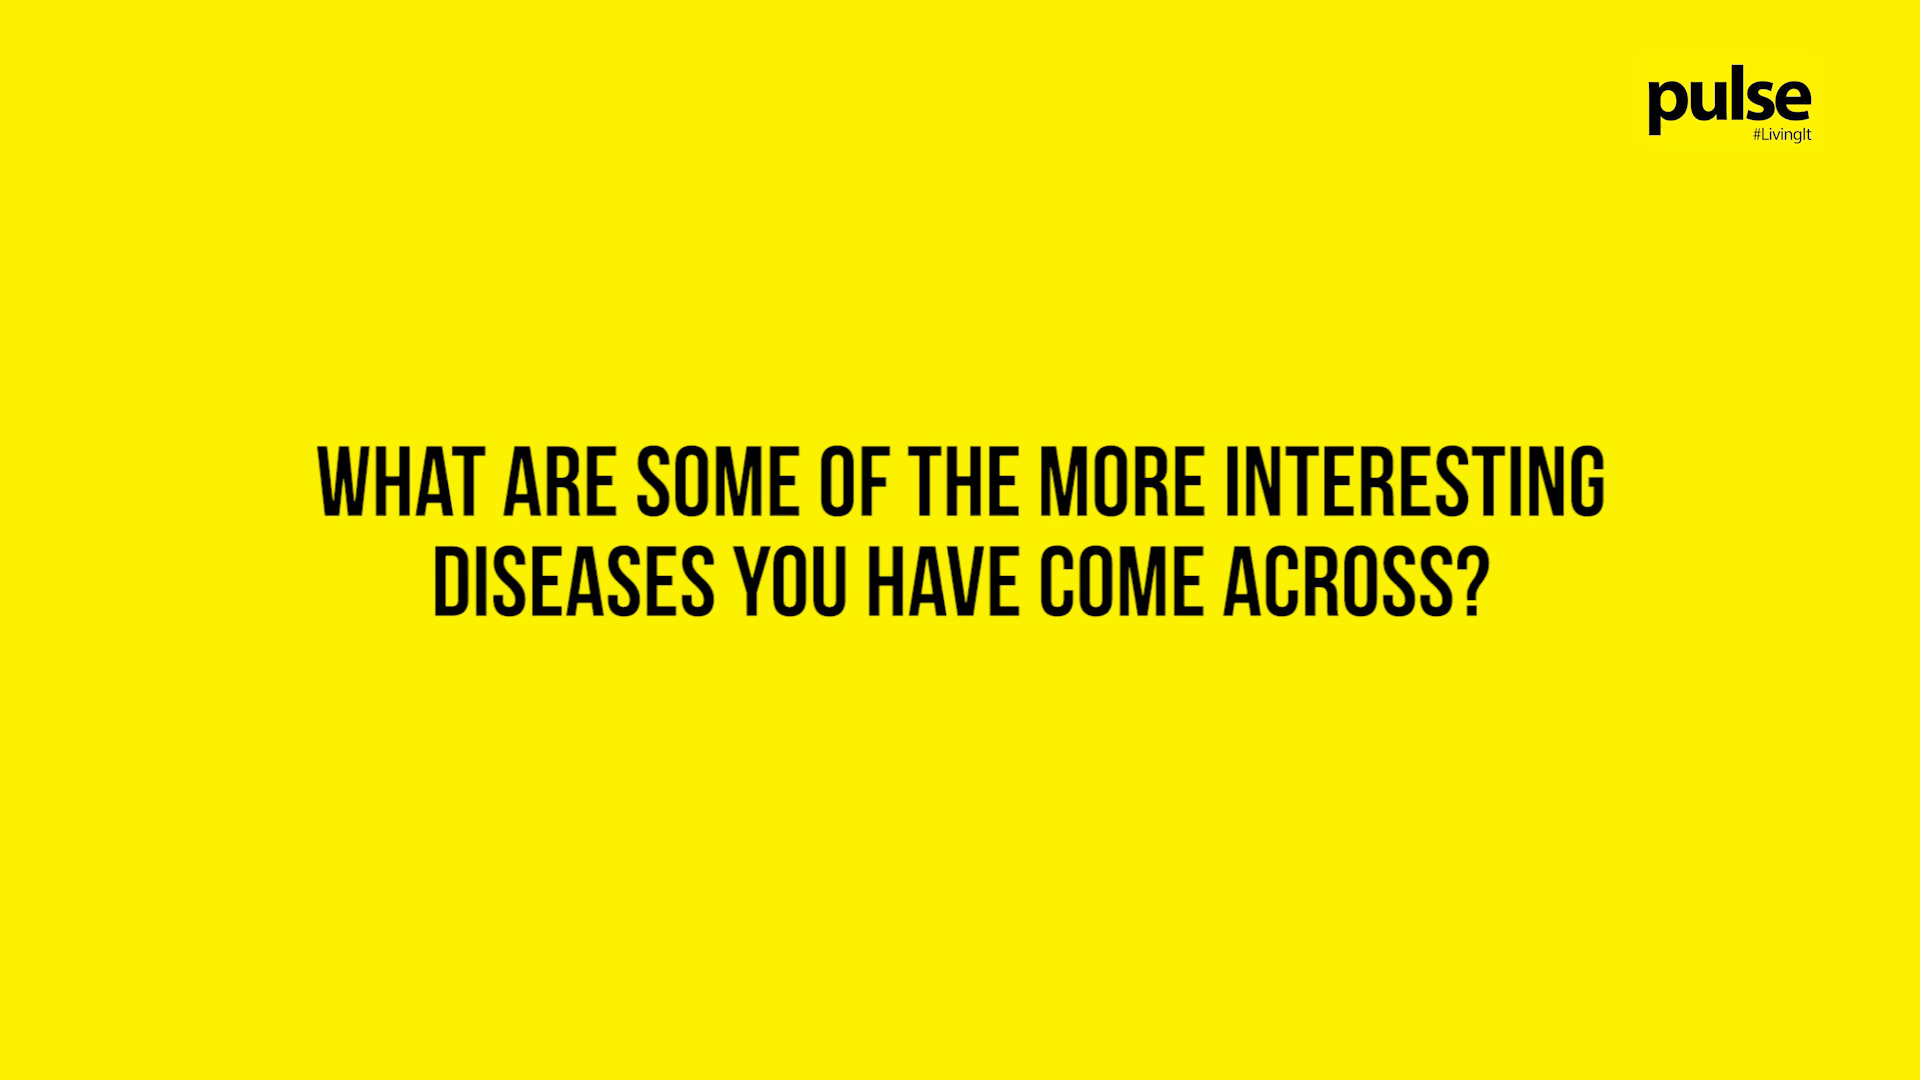 pulse
#LivingIt
WHAT ARE SOME OF THE MORE INTERESTING
DISEASES YOU HAVE COME ACROSS?